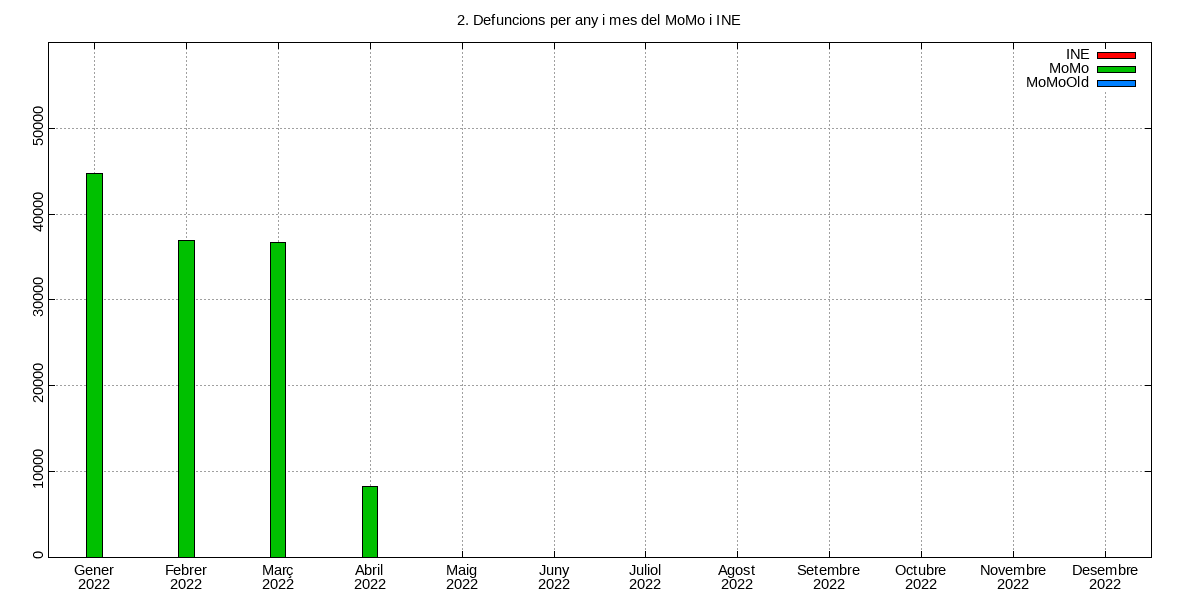 2. Defuncions per any i mes del MoMo i INE
INE
MoMo
MoMoOld
50000
40000
30000
20000
10000
0
Gener Febrer Març Abril Maig Juny Juliol Agost Setembre Octubre Novembre Desembre
2022 2022 2022 2022 2022 2022 2022 2022 2022 2022 2022 2022